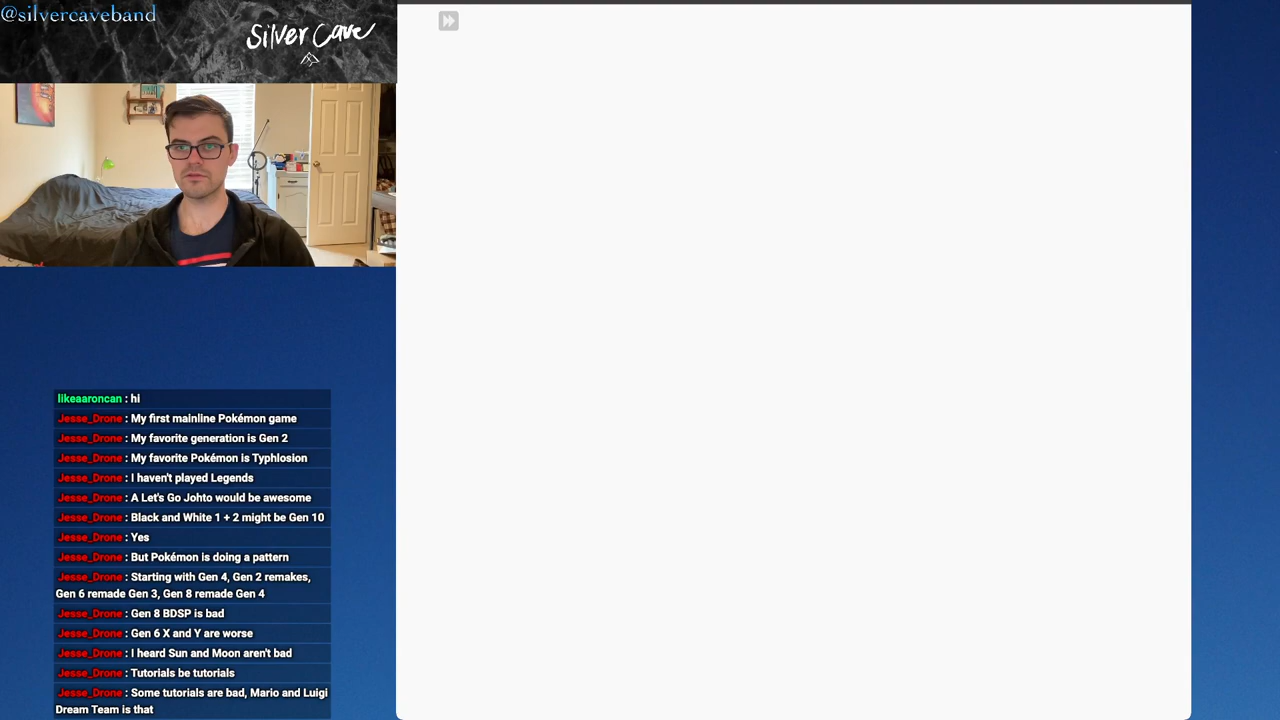 @silvercaveband
Silver Cave
likeaaroncan : hi
Jesse_Drone : My first mainline Pokémon game
Jesse_Drone : My favorite generation is Gen 2
Jesse_Drone : My favorite Pokémon is Typhlosion
Jesse_Drone : I haven't played Legends
Jesse_Drone : A Let's Go Johto would be awesome
Jesse_Drone : Black and White 1 + 2 might be Gen 10
Jesse_Drone : Yes
Jesse_Drone : But Pokémon is doing a pattern
Jesse_Drone : Starting with Gen 4, Gen 2 remakes,
Gen 6 remade Gen 3, Gen 8 remade Gen 4
Jesse_Drone : Gen 8 BDSP is bad
Jesse_Drone : Gen 6 X and Y are worse
Jesse_Drone : I heard Sun and Moon aren't bad
Jesse_Drone : Tutorials be tutorials
Jesse_Drone : Some tutorials are bad, Mario and Luigi
Dream Team is that